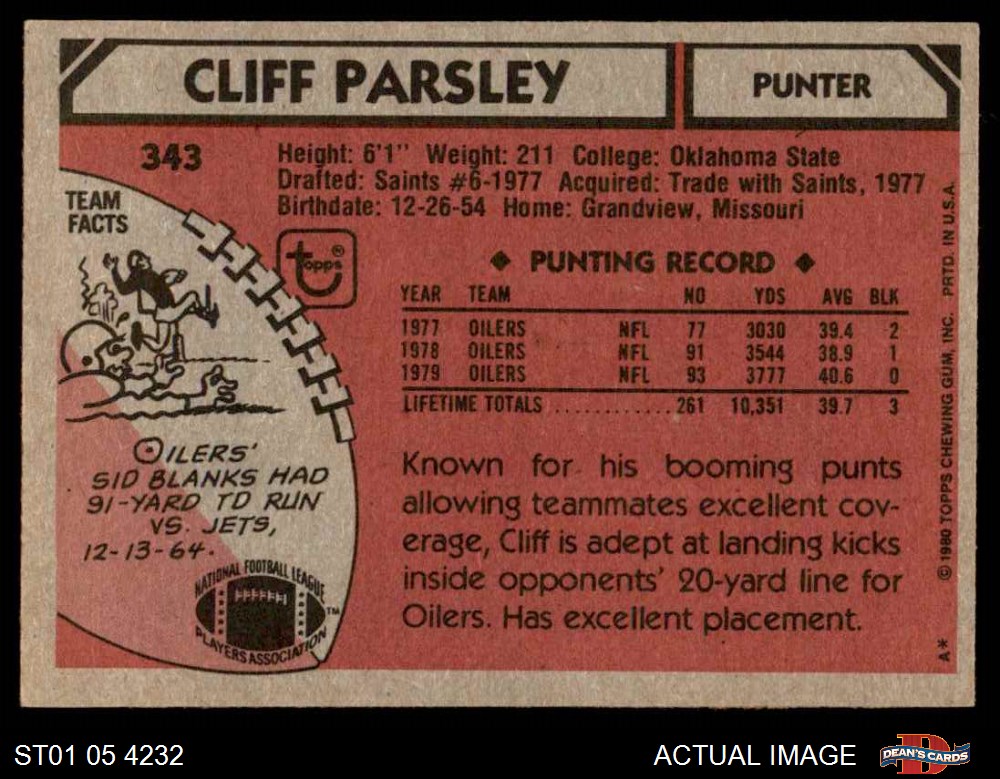 CLIFF PARSLEY
PUNTER
343
Height: 6'1" Weight: 211 College: Oklahoma State
Drafted: Saints #6-1977 Acquired: Trade with Saints, 1977
Birthdate: 12-26-54 Home: Grandview, Missouri
TEAM
FACTS
topps®
◆ PUNTING RECORD ◆
YEAR TEAM NO YDS AVG BLK
1977 OILERS NFL 77 3030 39.4 2
1978 OILERS NFL 91 3544 38.9 1
1979 OILERS NFL 93 3777 40.6 0
LIFETIME TOTALS ............ 261 10,351 39.7 3
OILERS'
SID BLANKS HAD
91-YARD TD RUN
VS. JETS,
12-13-64.
Known for his booming punts
allowing teammates excellent cov-
erage, Cliff is adept at landing kicks
inside opponents' 20-yard line for
Oilers. Has excellent placement.
NATIONAL FOOTBALL LEAGUE
PLAYERS ASSOCIATION
TM
A* © 1980 TOPPS CHEWING GUM, INC. PRTD. IN U.S.A.
ST01 05 4232
ACTUAL IMAGE
D
DEAN'S CARDS